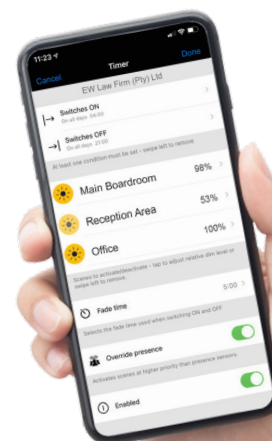 11:23
Cancel
Timer
Done
EW Law Firm (Pty) Ltd
Switches ON
On all days 04:00
Switches OFF
On all days 21:00
At least one condition must be set - swipe left to remove
Main Boardroom 98%
Reception Area 53%
Office 100%
Scenes to activated/deactivate - tap to adjust relative dim level or
swipe left to remove.
Fade time 5:00
Selects the fade time used when switching ON and OFF
Override presence
Activates scenes at higher priority than presence sensors.
Enabled